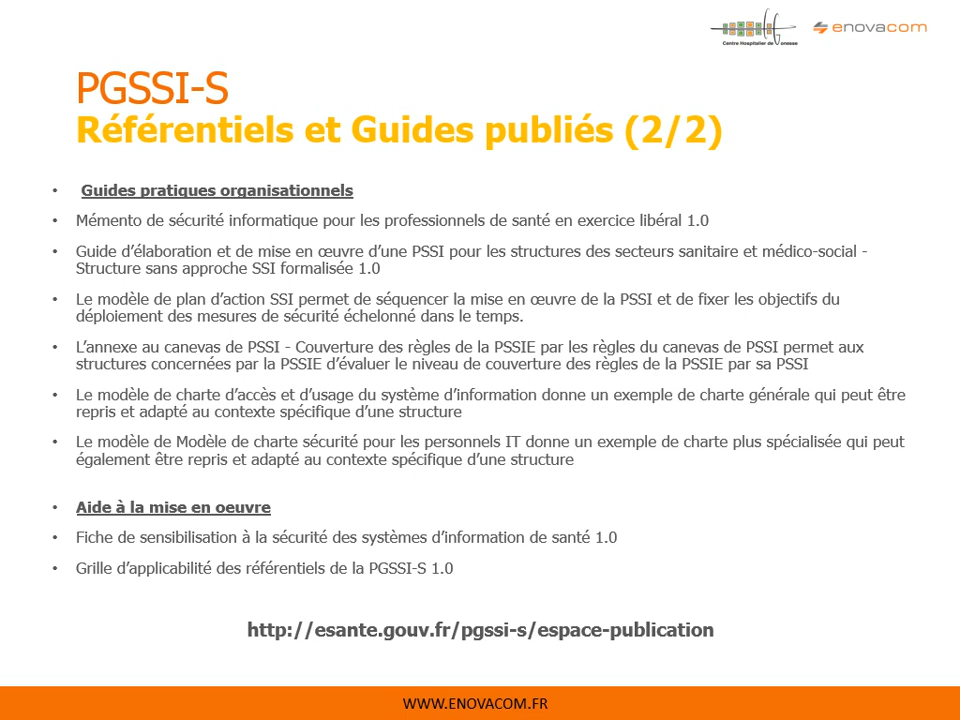 Centre Hospitalier de Gonesse
enovacom
PGSSI-S
Référentiels et Guides publiés (2/2)
• Guides pratiques organisationnels
• Mémento de sécurité informatique pour les professionnels de santé en exercice libéral 1.0
• Guide d’élaboration et de mise en œuvre d’une PSSI pour les structures des secteurs sanitaire et médico-social -
Structure sans approche SSI formalisée 1.0
• Le modèle de plan d’action SSI permet de séquencer la mise en œuvre de la PSSI et de fixer les objectifs du
déploiement des mesures de sécurité échelonné dans le temps.
• L’annexe au canevas de PSSI - Couverture des règles de la PSSIE par les règles du canevas de PSSI permet aux
structures concernées par la PSSIE d’évaluer le niveau de couverture des règles de la PSSIE par sa PSSI
• Le modèle de charte d’accès et d’usage du système d’information donne un exemple de charte générale qui peut être
repris et adapté au contexte spécifique d’une structure
• Le modèle de Modèle de charte sécurité pour les personnels IT donne un exemple de charte plus spécialisée qui peut
également être repris et adapté au contexte spécifique d’une structure
• Aide à la mise en oeuvre
• Fiche de sensibilisation à la sécurité des systèmes d’information de santé 1.0
• Grille d’applicabilité des référentiels de la PGSSI-S 1.0
http://esante.gouv.fr/pgssi-s/espace-publication
WWW.ENOVACOM.FR